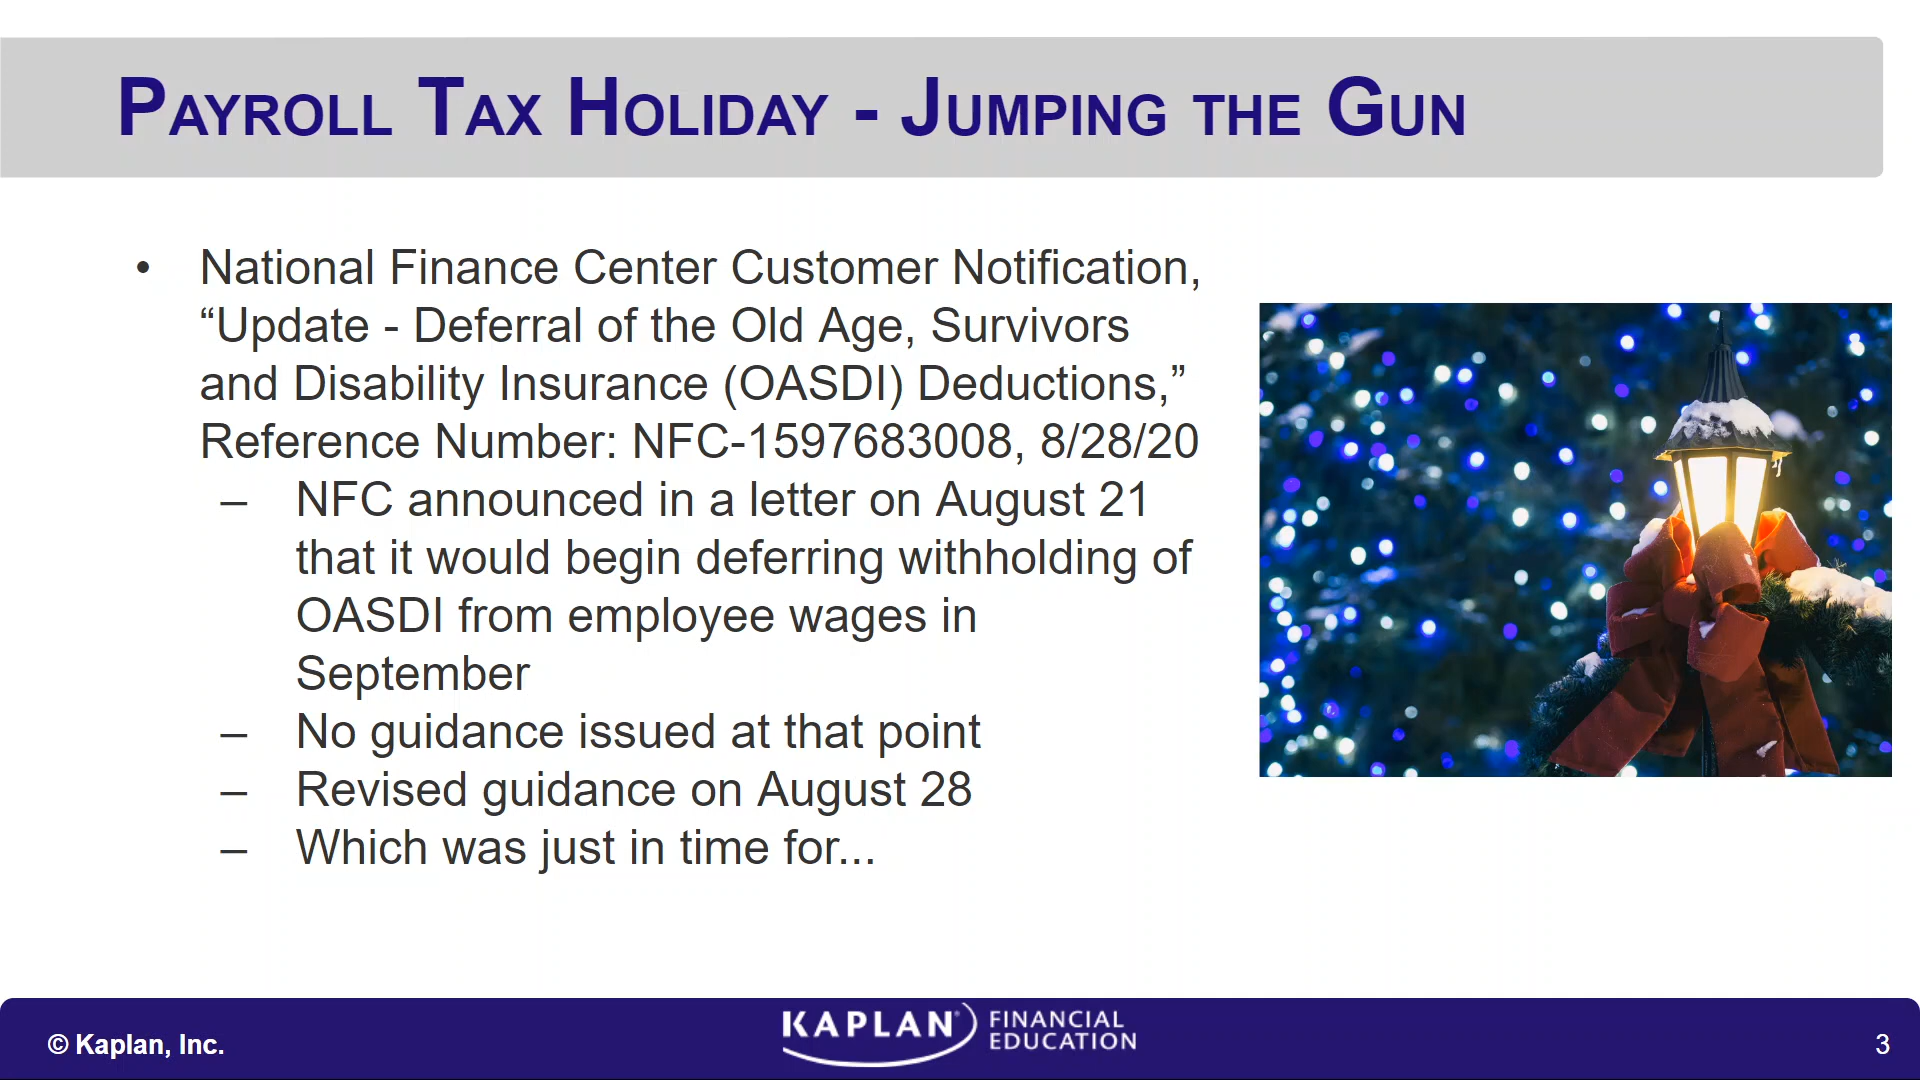 Payroll Tax Holiday - Jumping the Gun
• National Finance Center Customer Notification,
“Update - Deferral of the Old Age, Survivors
and Disability Insurance (OASDI) Deductions,”
Reference Number: NFC-1597683008, 8/28/20
– NFC announced in a letter on August 21
that it would begin deferring withholding of
OASDI from employee wages in
September
– No guidance issued at that point
– Revised guidance on August 28
– Which was just in time for...
© Kaplan, Inc.
KAPLAN
FINANCIAL
EDUCATION
3